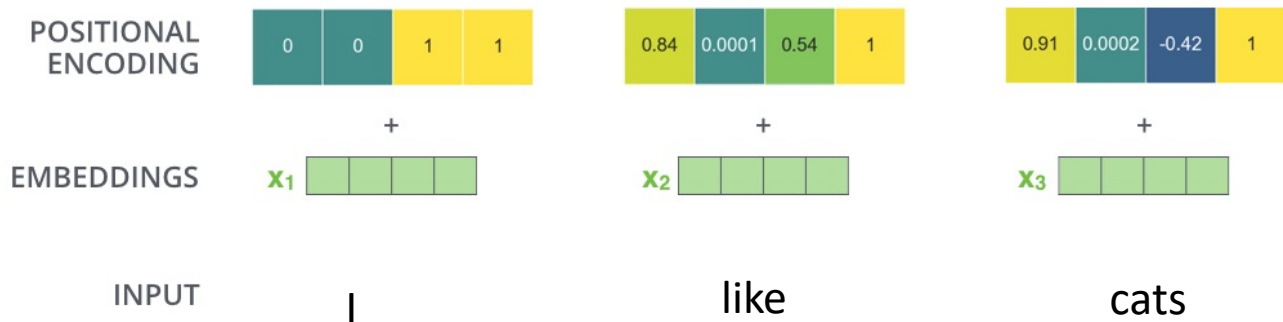 POSITIONAL
ENCODING
0 0 1 1
0.84 0.0001 0.54 1
0.91 0.0002 -0.42 1
+ + +
EMBEDDINGS x1 x2 x3
INPUT I like cats